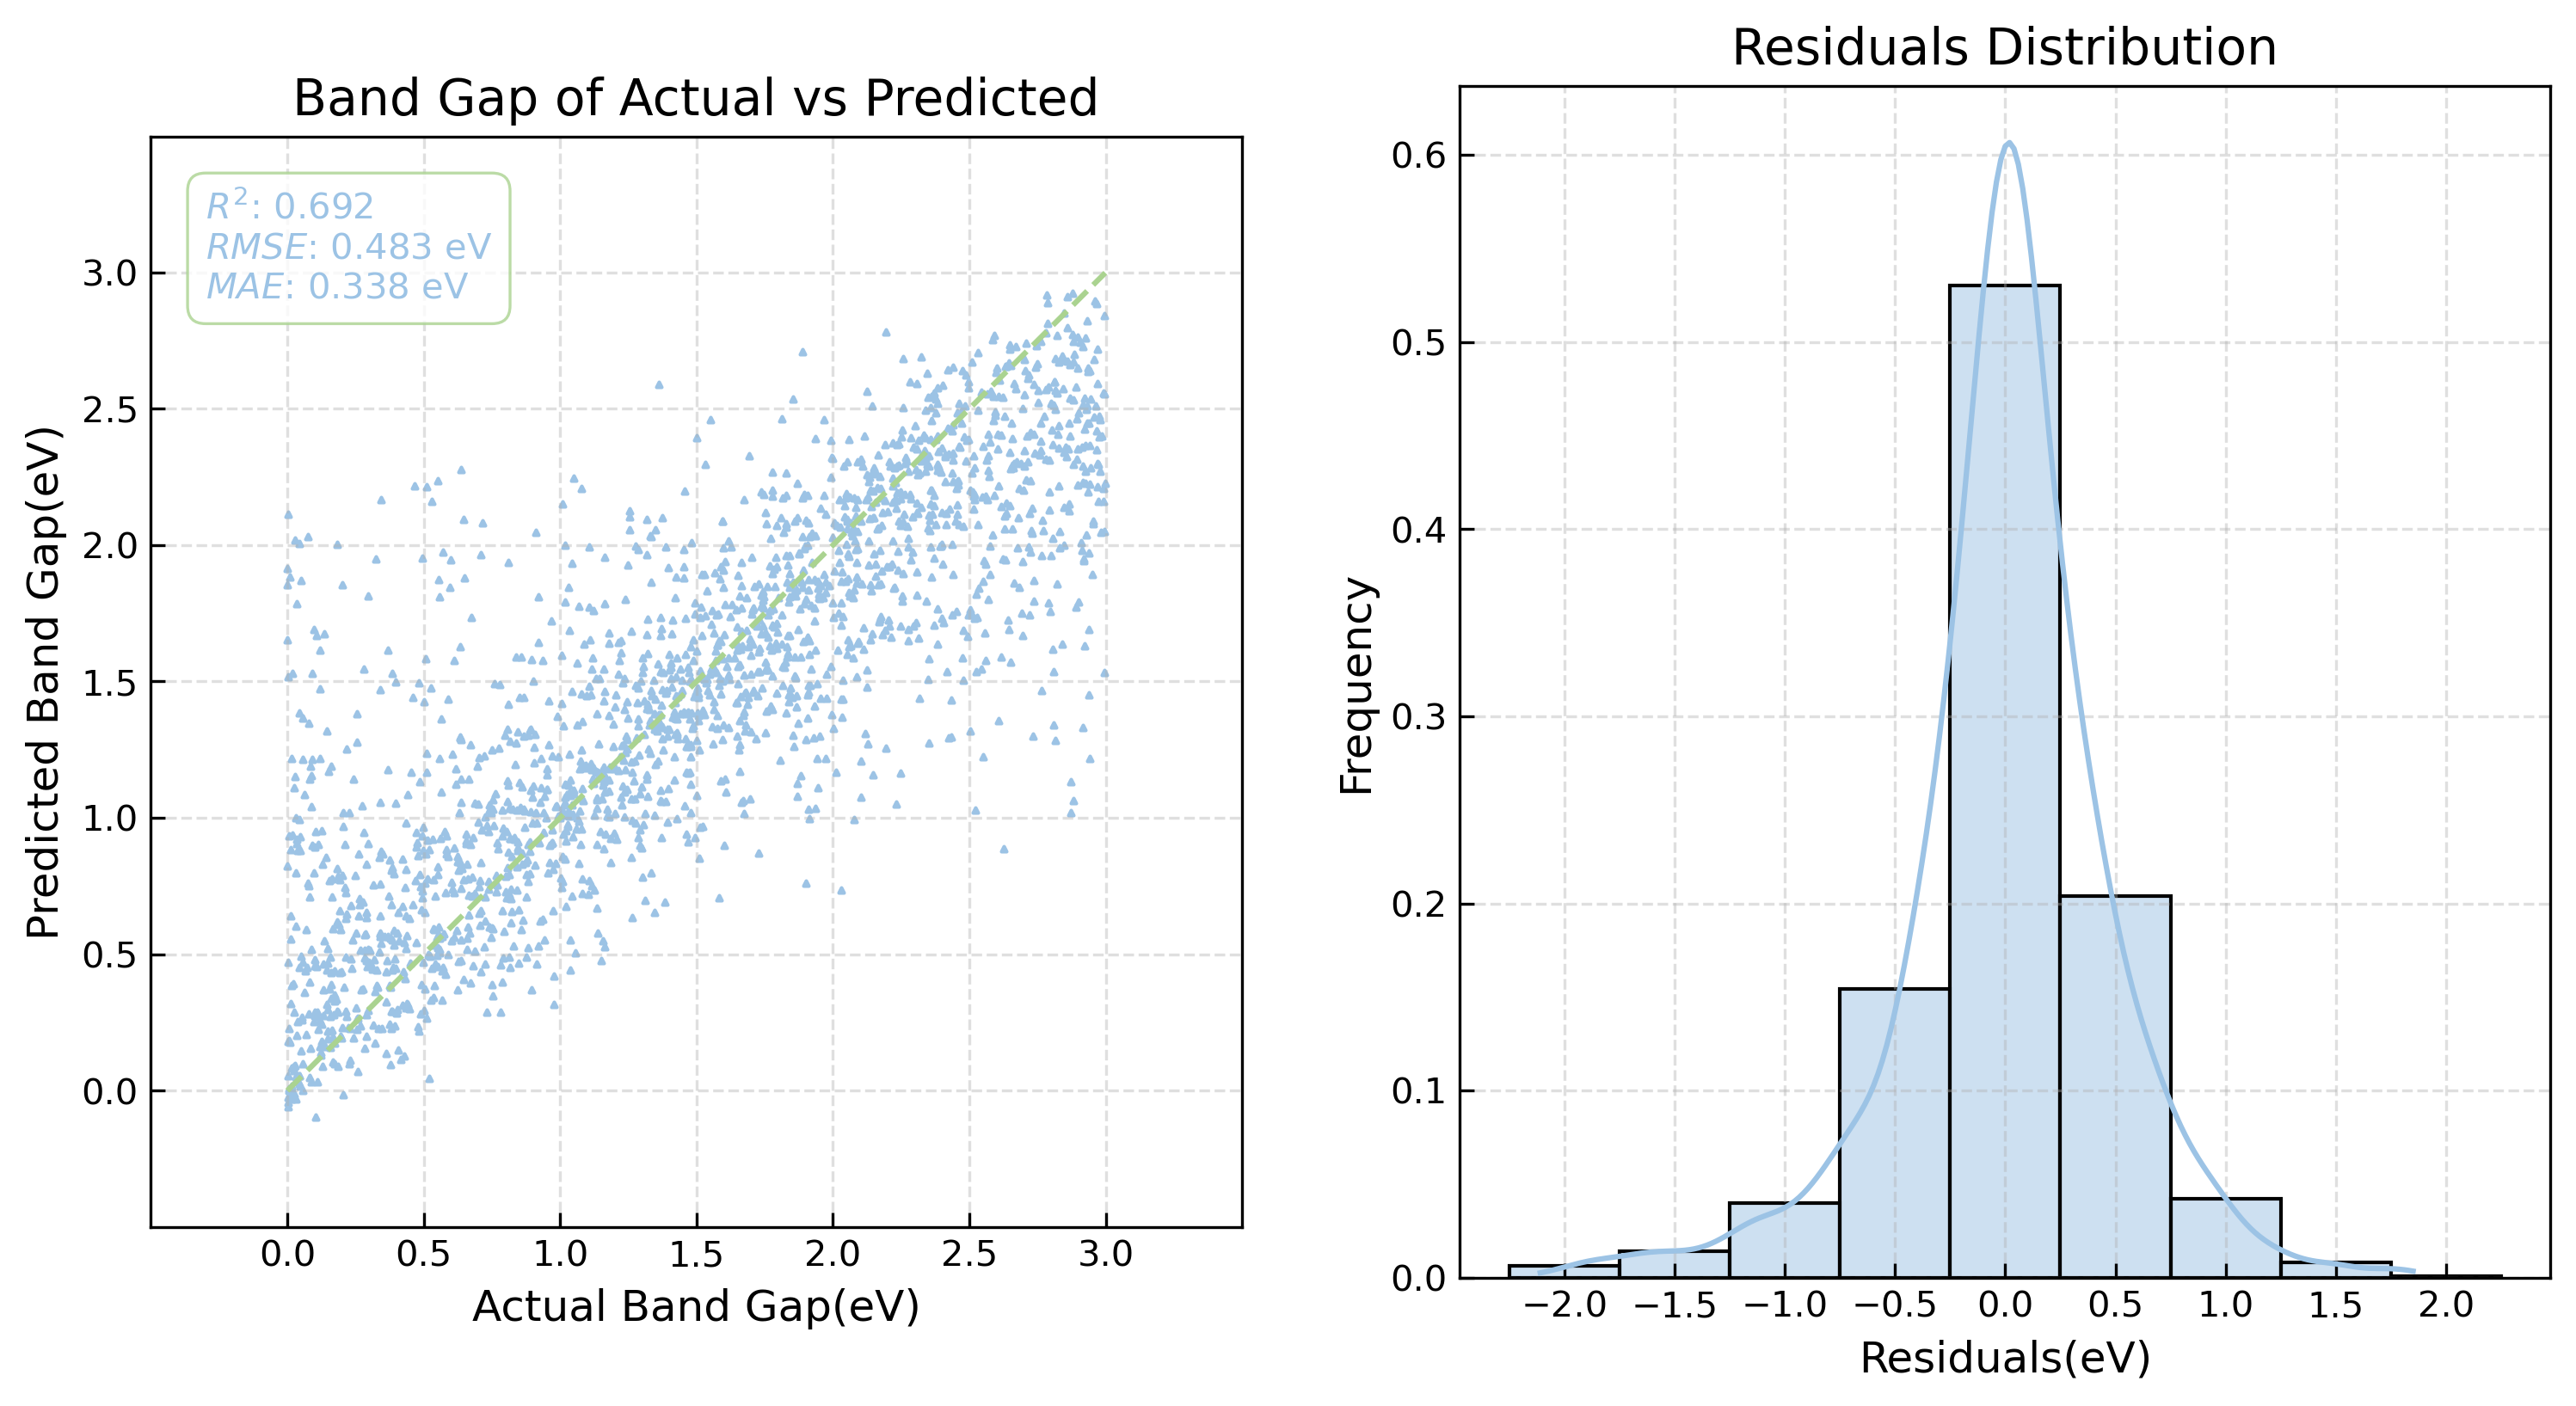 Band Gap of Actual vs Predicted
R²: 0.692
RMSE: 0.483 eV
MAE: 0.338 eV
3.0
2.5
2.0
1.5
1.0
0.5
0.0
Predicted Band Gap(eV)
0.0 0.5 1.0 1.5 2.0 2.5 3.0
Actual Band Gap(eV)
Residuals Distribution
0.6
0.5
0.4
0.3
0.2
0.1
0.0
Frequency
−2.0 −1.5 −1.0 −0.5 0.0 0.5 1.0 1.5 2.0
Residuals(eV)